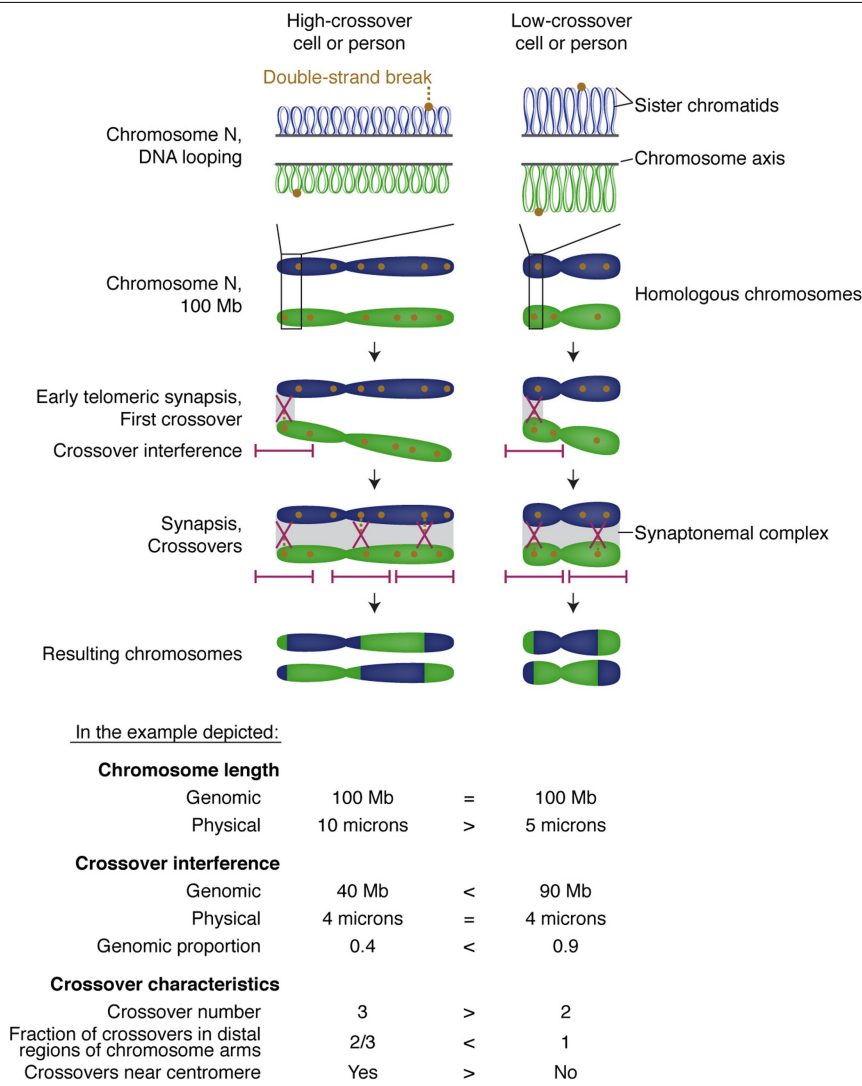 High-crossover
cell or person
Low-crossover
cell or person
Double-strand break
Sister chromatids
Chromosome N,
DNA looping
Chromosome axis
Chromosome N,
100 Mb
Homologous chromosomes
Early telomeric synapsis,
First crossover
Crossover interference
Synapsis,
Crossovers
Synaptonemal complex
Resulting chromosomes
In the example depicted:
Chromosome length
Genomic 100 Mb = 100 Mb
Physical 10 microns > 5 microns
Crossover interference
Genomic 40 Mb < 90 Mb
Physical 4 microns = 4 microns
Genomic proportion 0.4 < 0.9
Crossover characteristics
Crossover number 3 > 2
Fraction of crossovers in distal
regions of chromosome arms 2/3 < 1
Crossovers near centromere Yes > No